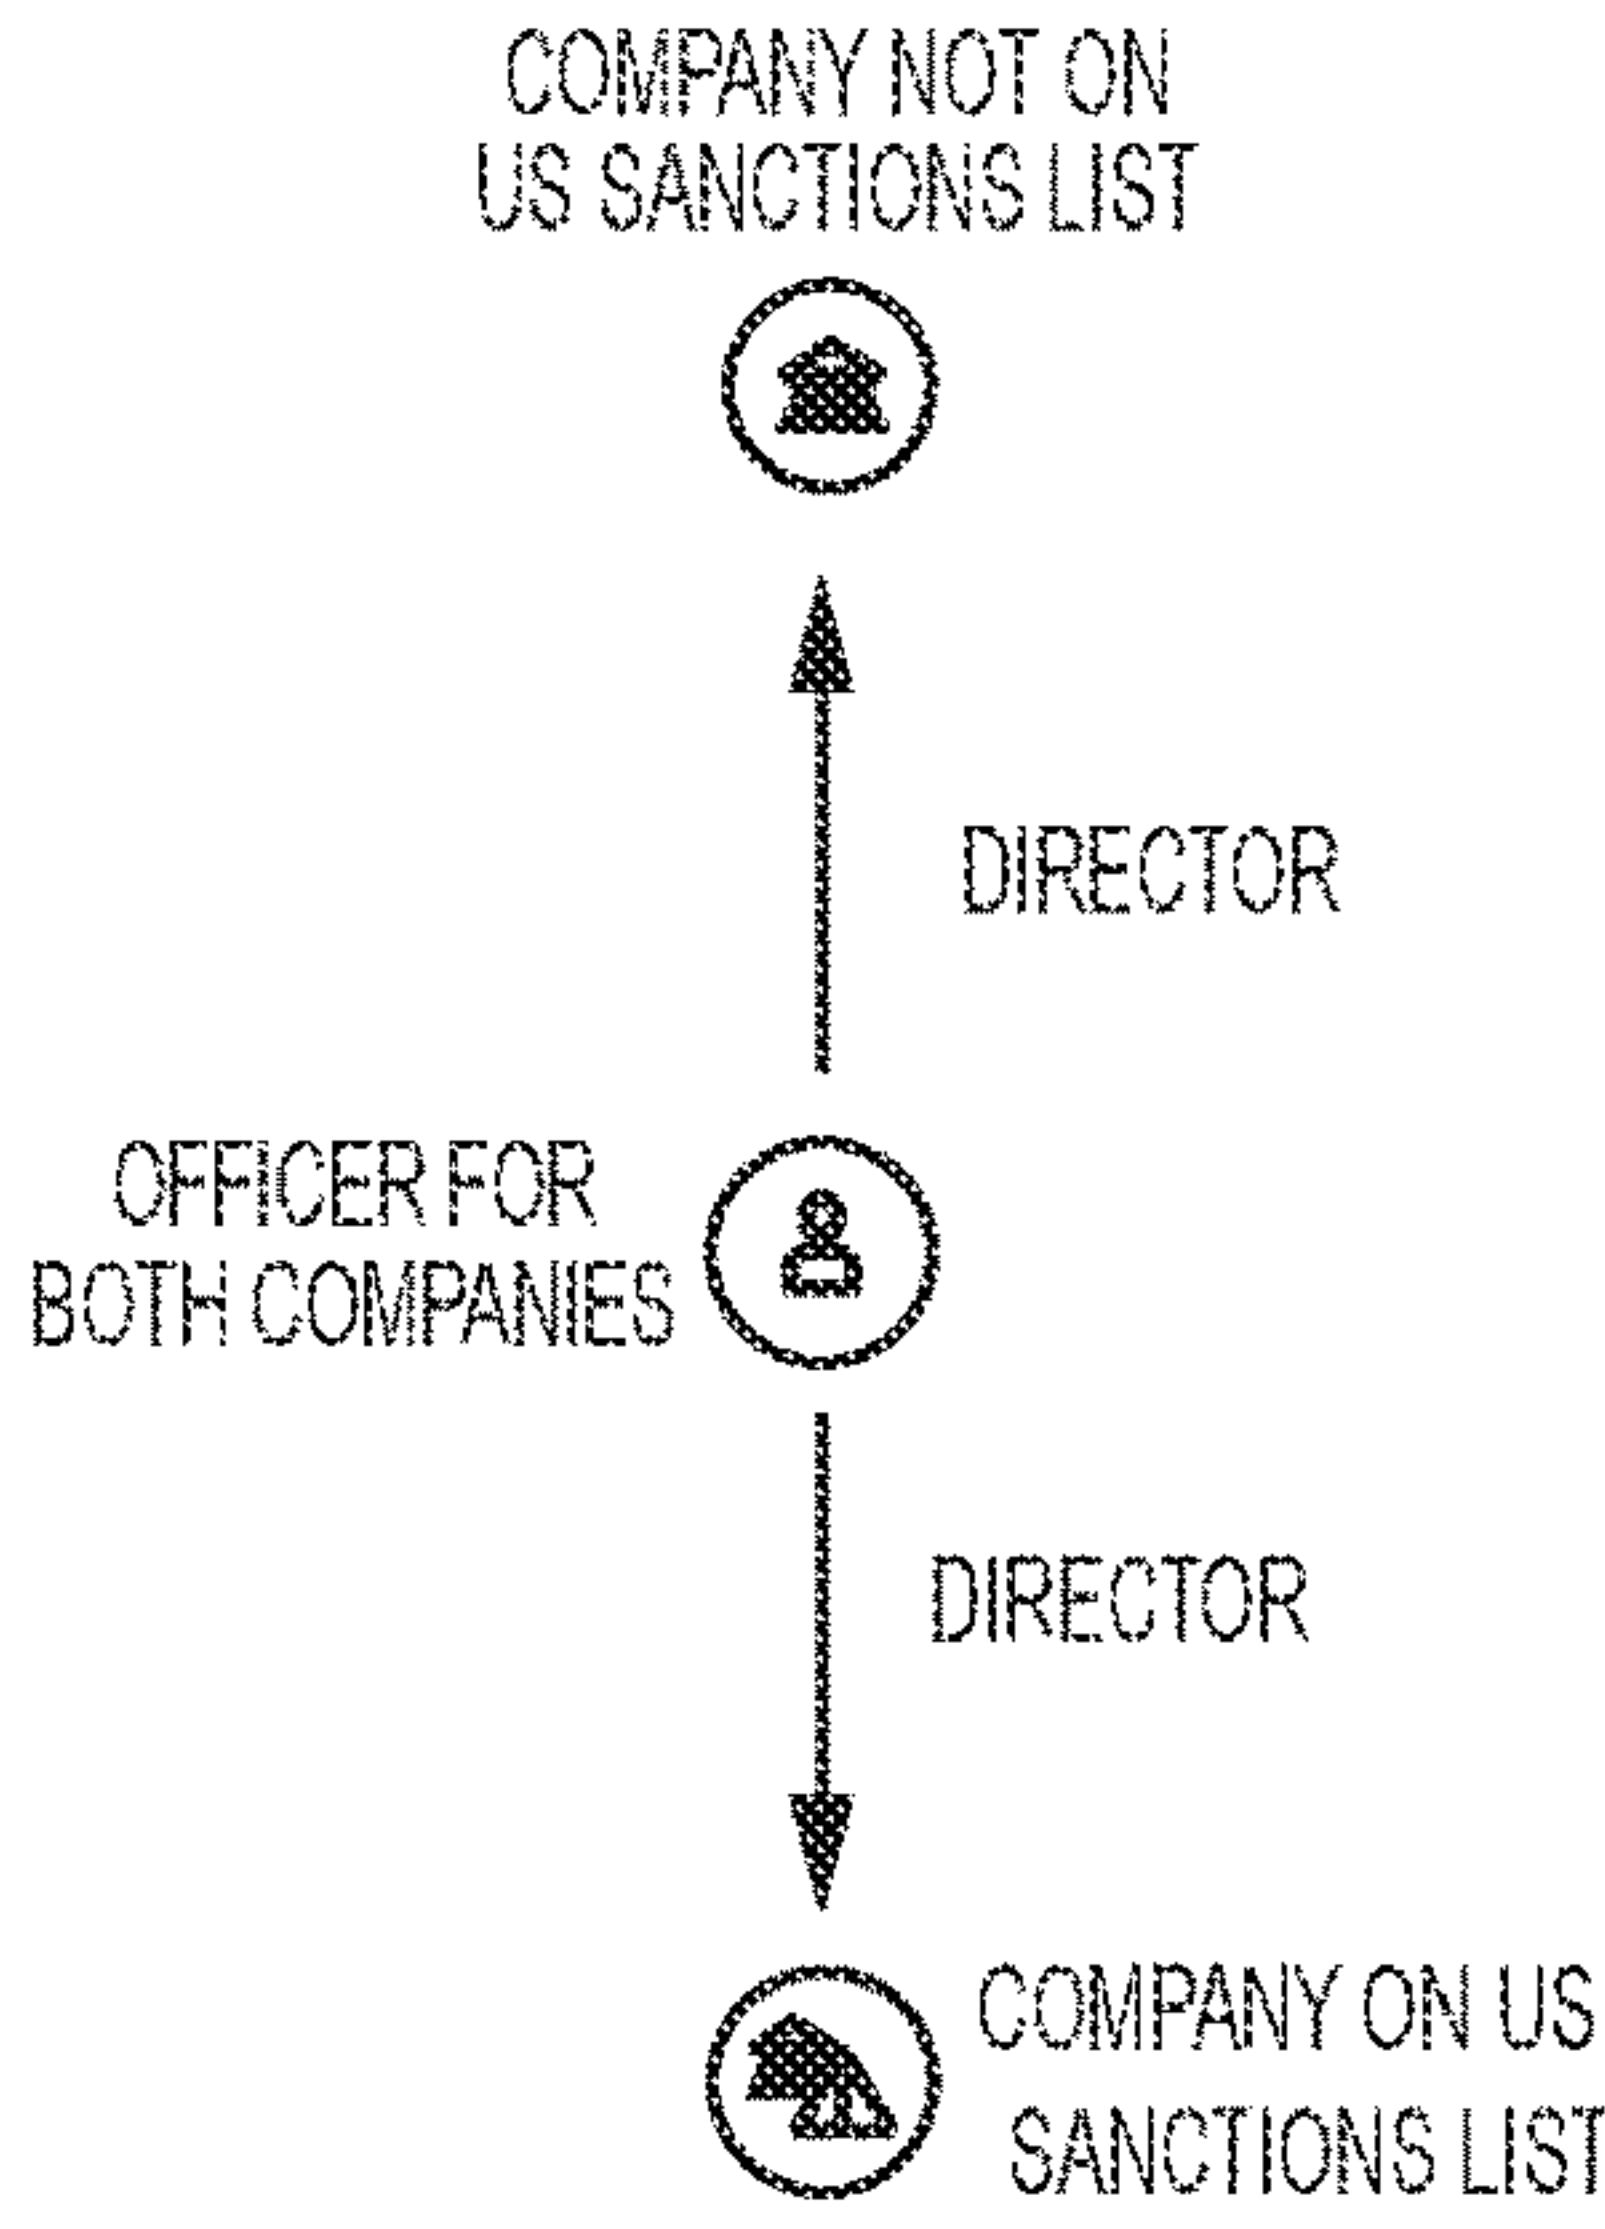 COMPANY NOT ON
US SANCTIONS LIST
DIRECTOR
OFFICER FOR
BOTH COMPANIES
DIRECTOR
COMPANY ON US
SANCTIONS LIST